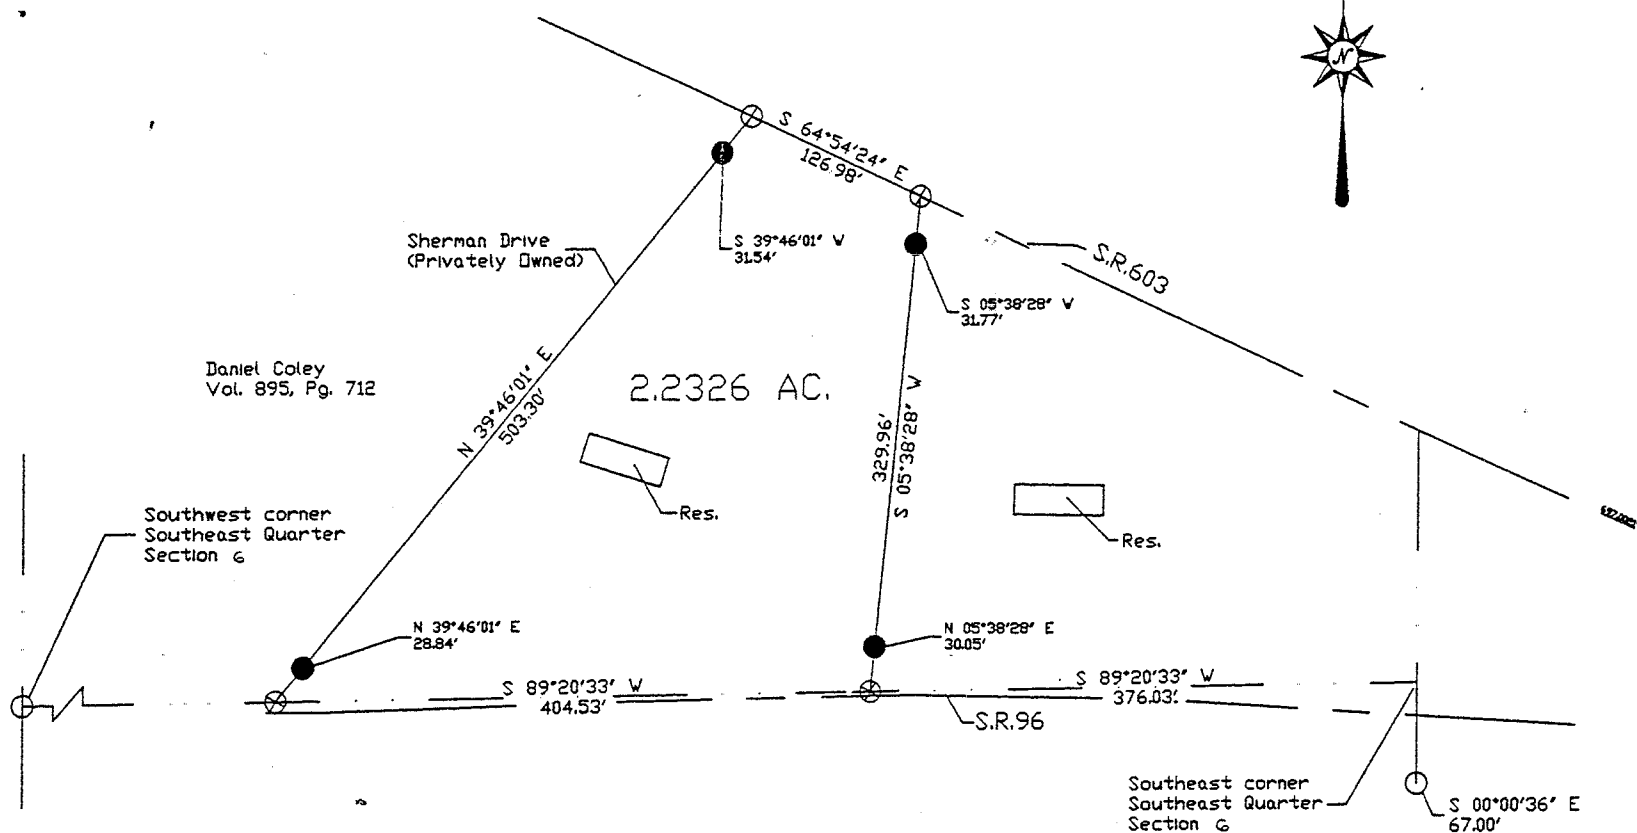 N
S 64°54'24" E
126.98'
S 39°46'01" W
31.54'
Sherman Drive
(Privately Owned)
S.R.603
S 05°38'28" W
31.77'
Daniel Coley
Vol. 895, Pg. 712
N 39°46'01" E
503.30'
2.2326 AC.
329.96'
S 05°38'28" W
Res.
Res.
Southwest corner
Southeast Quarter
Section 6
N 39°46'01" E
28.84'
N 05°38'28" E
30.05'
S 89°20'33" W
404.53'
S 89°20'33" W
376.03'
S.R.96
Southeast corner
Southeast Quarter
Section 6
S 00°00'36" E
67.00'